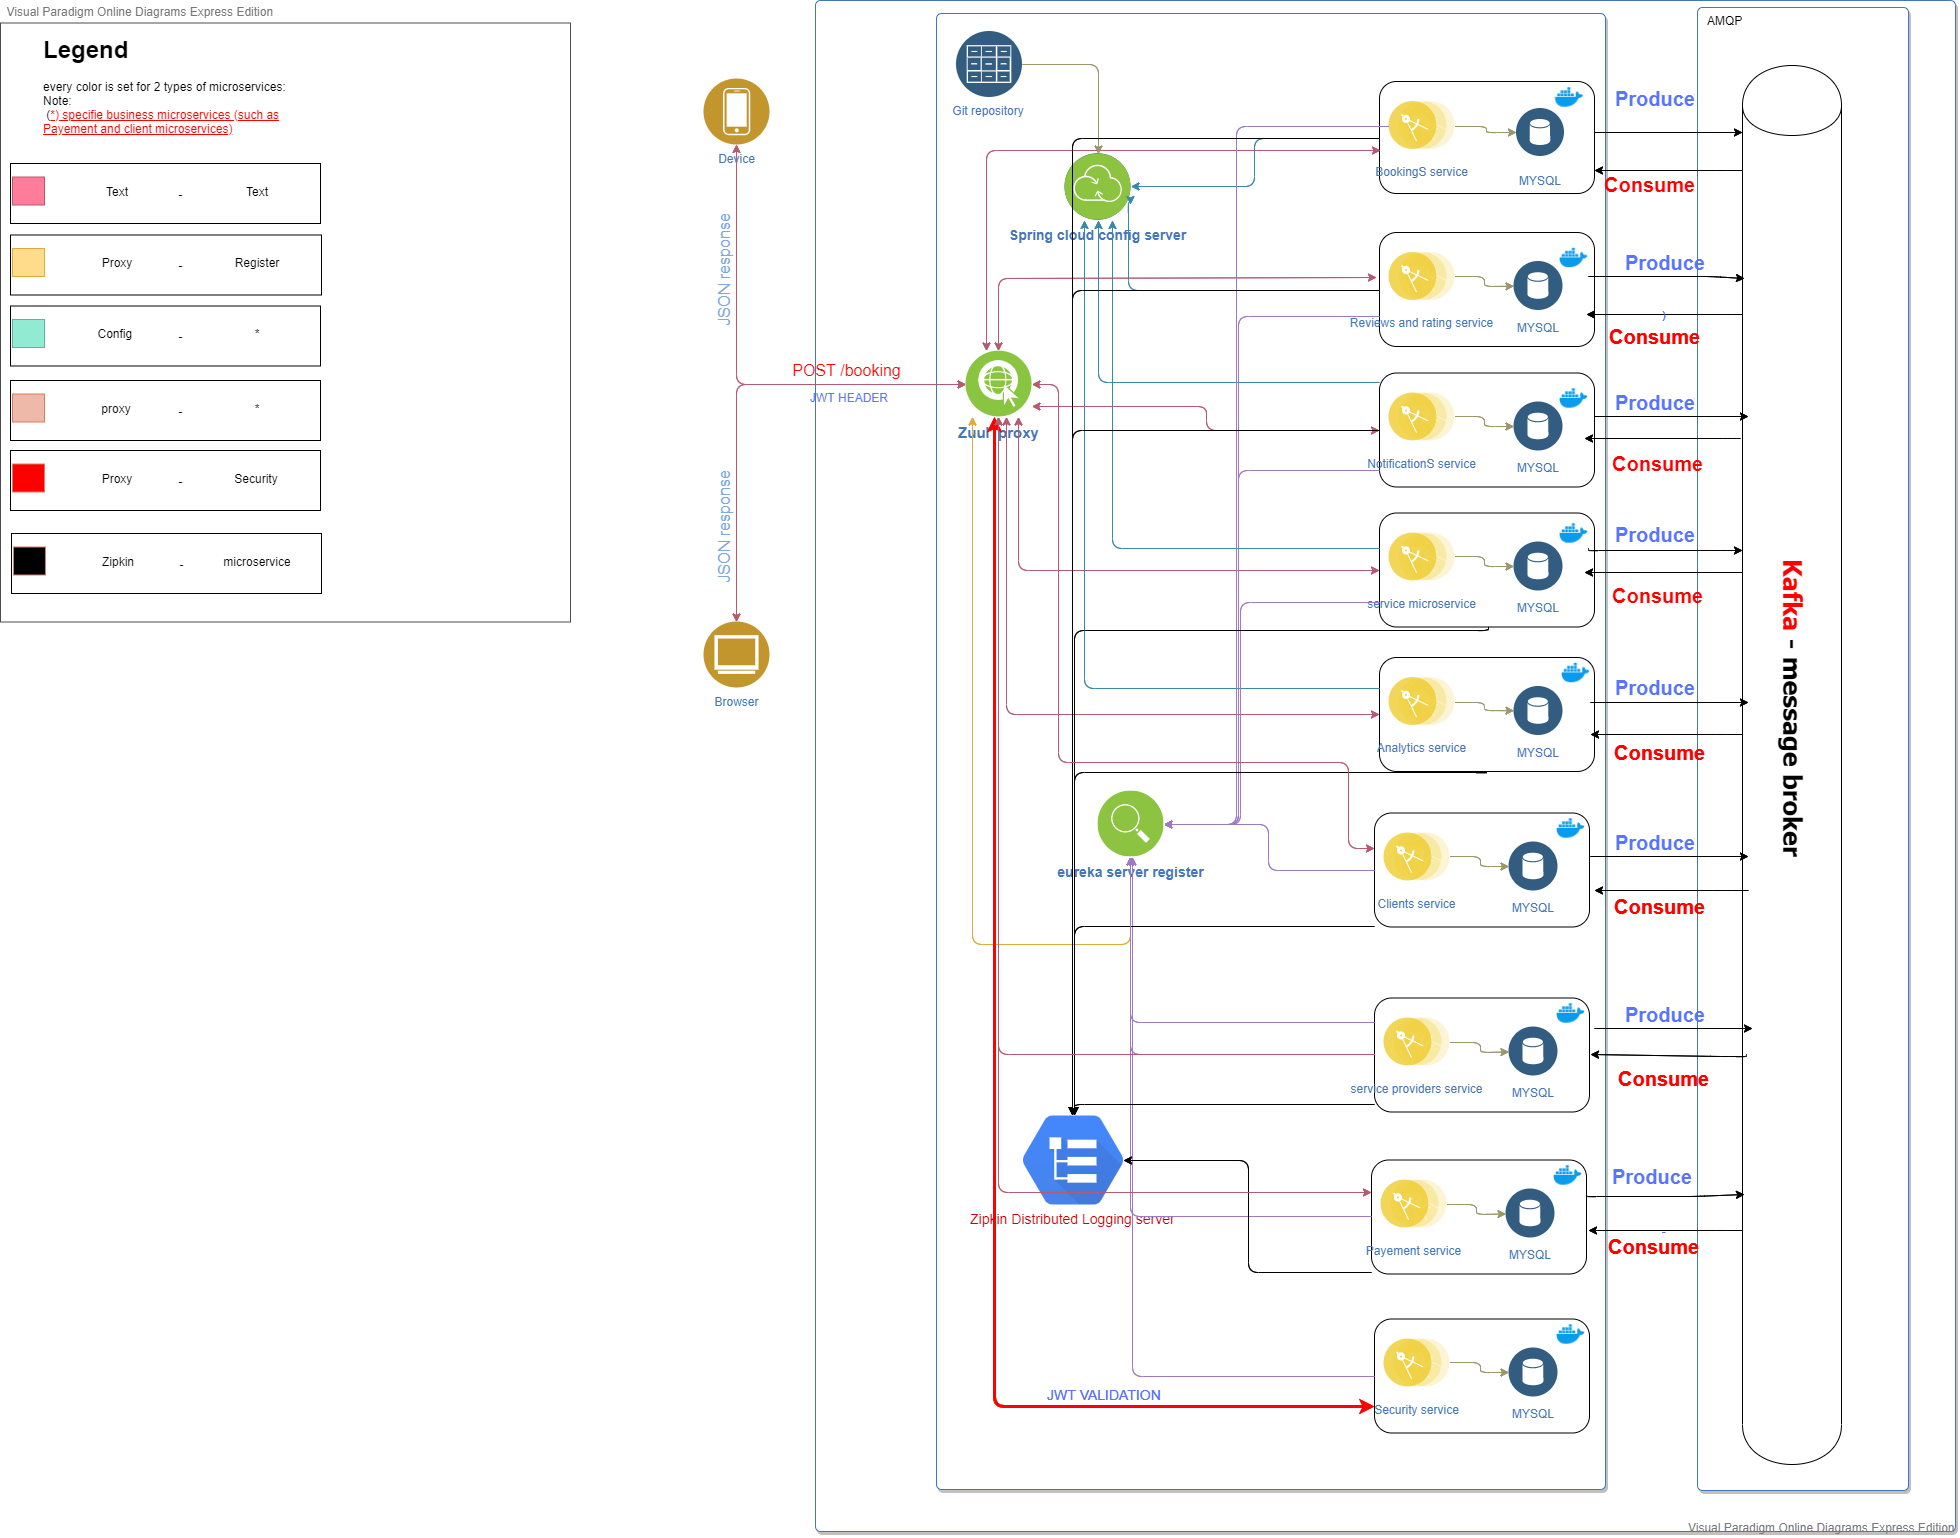 Visual Paradigm Online Diagrams Express Edition
Legend
every color is set for 2 types of microservices:
Note:
(*) specifie business microservices (such as
Payement and client microservices)
Text - Text
Proxy - Register
Config - *
proxy - *
Proxy - Security
Zipkin - microservice
Device
JSON response
POST /booking
JWT HEADER
JSON response
Browser
Git repository
Spring cloud config server
Zuul proxy
eureka server register
Zipkin Distributed Logging server
JWT VALIDATION
BookingS service
MYSQL
Produce
Consume
Reviews and rating service
MYSQL
Produce
)
Consume
NotificationS service
MYSQL
Produce
Consume
service microservice
MYSQL
Produce
Consume
Analytics service
MYSQL
Produce
Consume
Clients service
MYSQL
Produce
Consume
service providers service
MYSQL
Produce
Consume
Payement service
MYSQL
Produce
-
Consume
Security service
MYSQL
AMQP
Kafka - message broker
Visual Paradigm Online Diagrams Express Edition